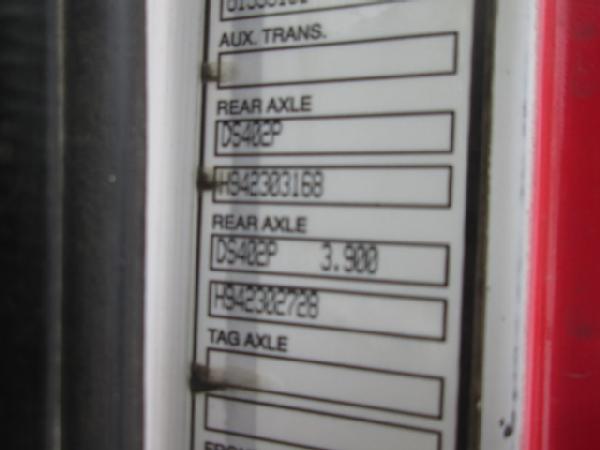 AUX. TRANS.
REAR AXLE
DS402P
H942303168
REAR AXLE
DS402P 3.900
H942302728
TAG AXLE